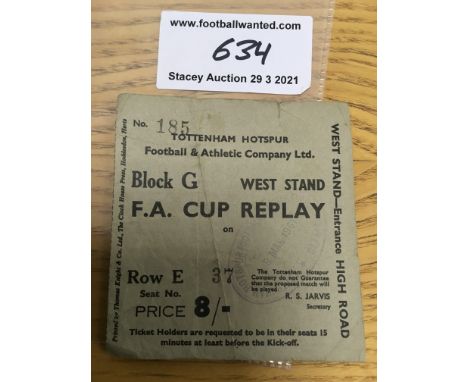 www.footballwanted.com
634
Stacey Auction 29 3 2021
No. 185
TOTTENHAM HOTSPUR
Football & Athletic Company Ltd.
Block G WEST STAND
F.A. CUP REPLAY
on
Row E 37
Seat No.
The Tottenham Hotspur
Company do not Guarantee
that the proposed match will
be played.
R. S. JARVIS
Secretary
PRICE 8/-
Ticket Holders are requested to be in their seats 15
minutes at least before the Kick-off.
WEST STAND—Entrance HIGH ROAD
Printed by Thomas Knight & Co. Ltd., The Clock House Press, Hoddesdon, Herts